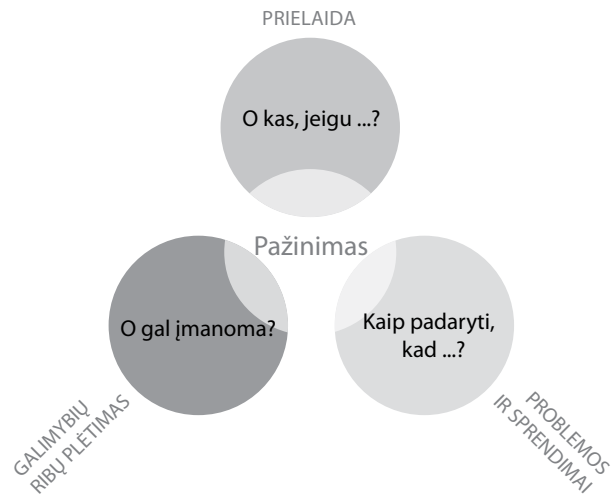 PRIELAIDA
O kas, jeigu ...?
Pažinimas
O gal įmanoma?
Kaip padaryti,
kad ...?
GALIMYBIŲ
RIBŲ PLĖTIMAS
PROBLEMOS
IR SPRENDIMAI